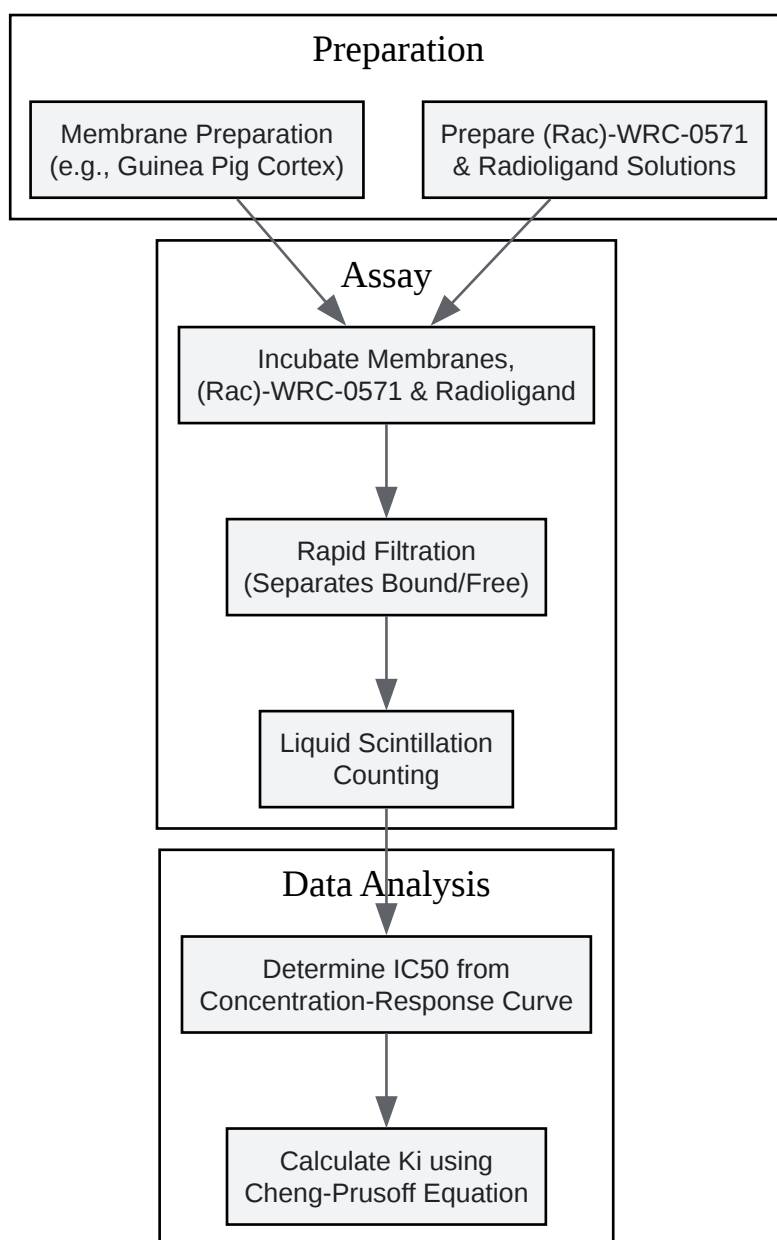 Preparation
Membrane Preparation
(e.g., Guinea Pig Cortex)
Prepare (Rac)-WRC-0571
& Radioligand Solutions
Assay
Incubate Membranes,
(Rac)-WRC-0571 & Radioligand
Rapid Filtration
(Separates Bound/Free)
Liquid Scintillation
Counting
Data Analysis
Determine IC50 from
Concentration-Response Curve
Calculate Ki using
Cheng-Prusoff Equation